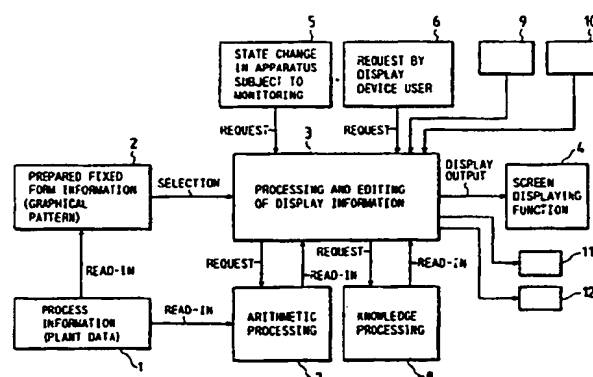 5
STATE CHANGE
IN APPARATUS
SUBJECT TO
MONITORING
6
REQUEST BY
DISPLAY
DEVICE USER
9
10
REQUEST
REQUEST
2
PREPARED FIXED
FORM INFORMATION
(GRAPHICAL
PATTERN)
SELECTION
3
PROCESSING AND EDITING
OF DISPLAY INFORMATION
DISPLAY
OUTPUT
4
SCREEN
DISPLAYING
FUNCTION
READ-IN
REQUEST
READ-IN
REQUEST
READ-IN
11
12
PROCESS
INFORMATION
(PLANT DATA)
1
READ-IN
ARITHMETIC
PROCESSING
7
KNOWLEDGE
PROCESSING
8